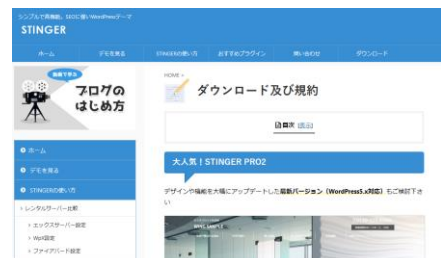 シンプルで高機能。SEOに強いWordPressテーマ
STINGER
ホーム
デモを見る
STINGERの使い方
おすすめプラグイン
問い合わせ
ダウンロード
動画で学ぶ
ブログの
はじめ方
ホーム
デモを見る
STINGERの使い方
レンタルサーバー比較
エックスサーバー設定
WpX設定
ファイアバード設定
HOME >
ダウンロード及び規約
目次 [表示]
大人気！STINGER PRO2
デザインや機能を大幅にアップデートした最新バージョン（WordPress5.x対応）もご検討下さ
い